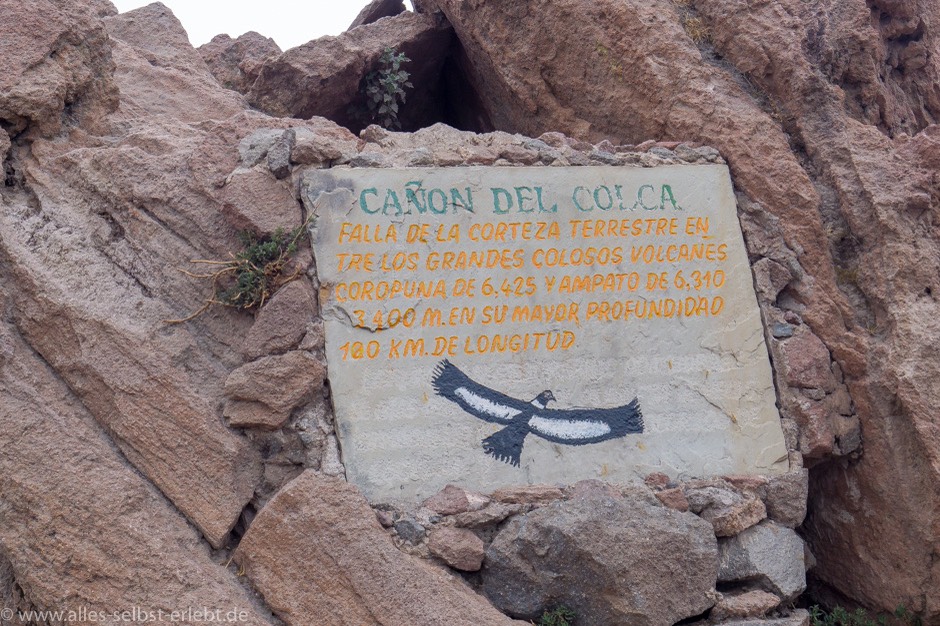 CAÑON DEL COLCA
FALLA DE LA CORTEZA TERRESTRE EN
TRE LOS GRANDES COLOSOS VOLCANES
COROPUNA DE 6,425 Y AMPATO DE 6,310
3,400 M. EN SU MAYOR PROFUNDIDAD
100 KM. DE LONGITUD
© www.alles-selbst-erlebt.de